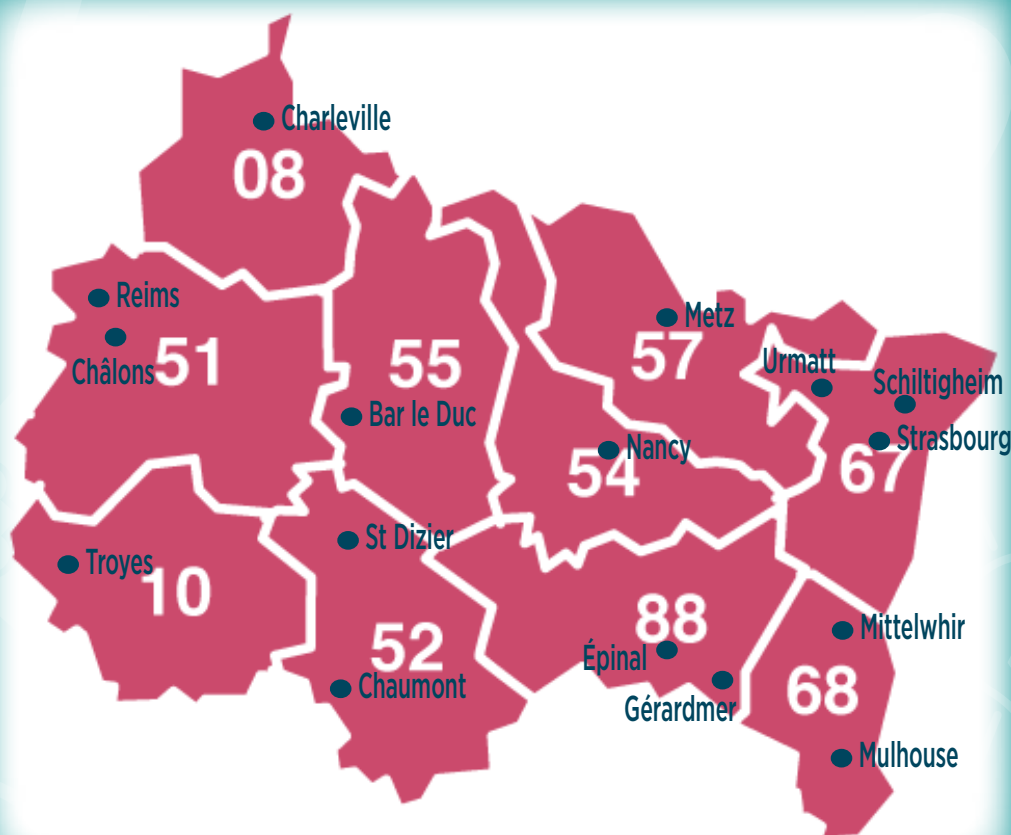 Charleville
08
Reims
Châlons
51
55
Bar le Duc
Metz
57
Urmatt
Schiltigheim
Strasbourg
67
Nancy
54
St Dizier
Troyes
10
52
Chaumont
88
Épinal
Gérardmer
Mittelwhir
68
Mulhouse